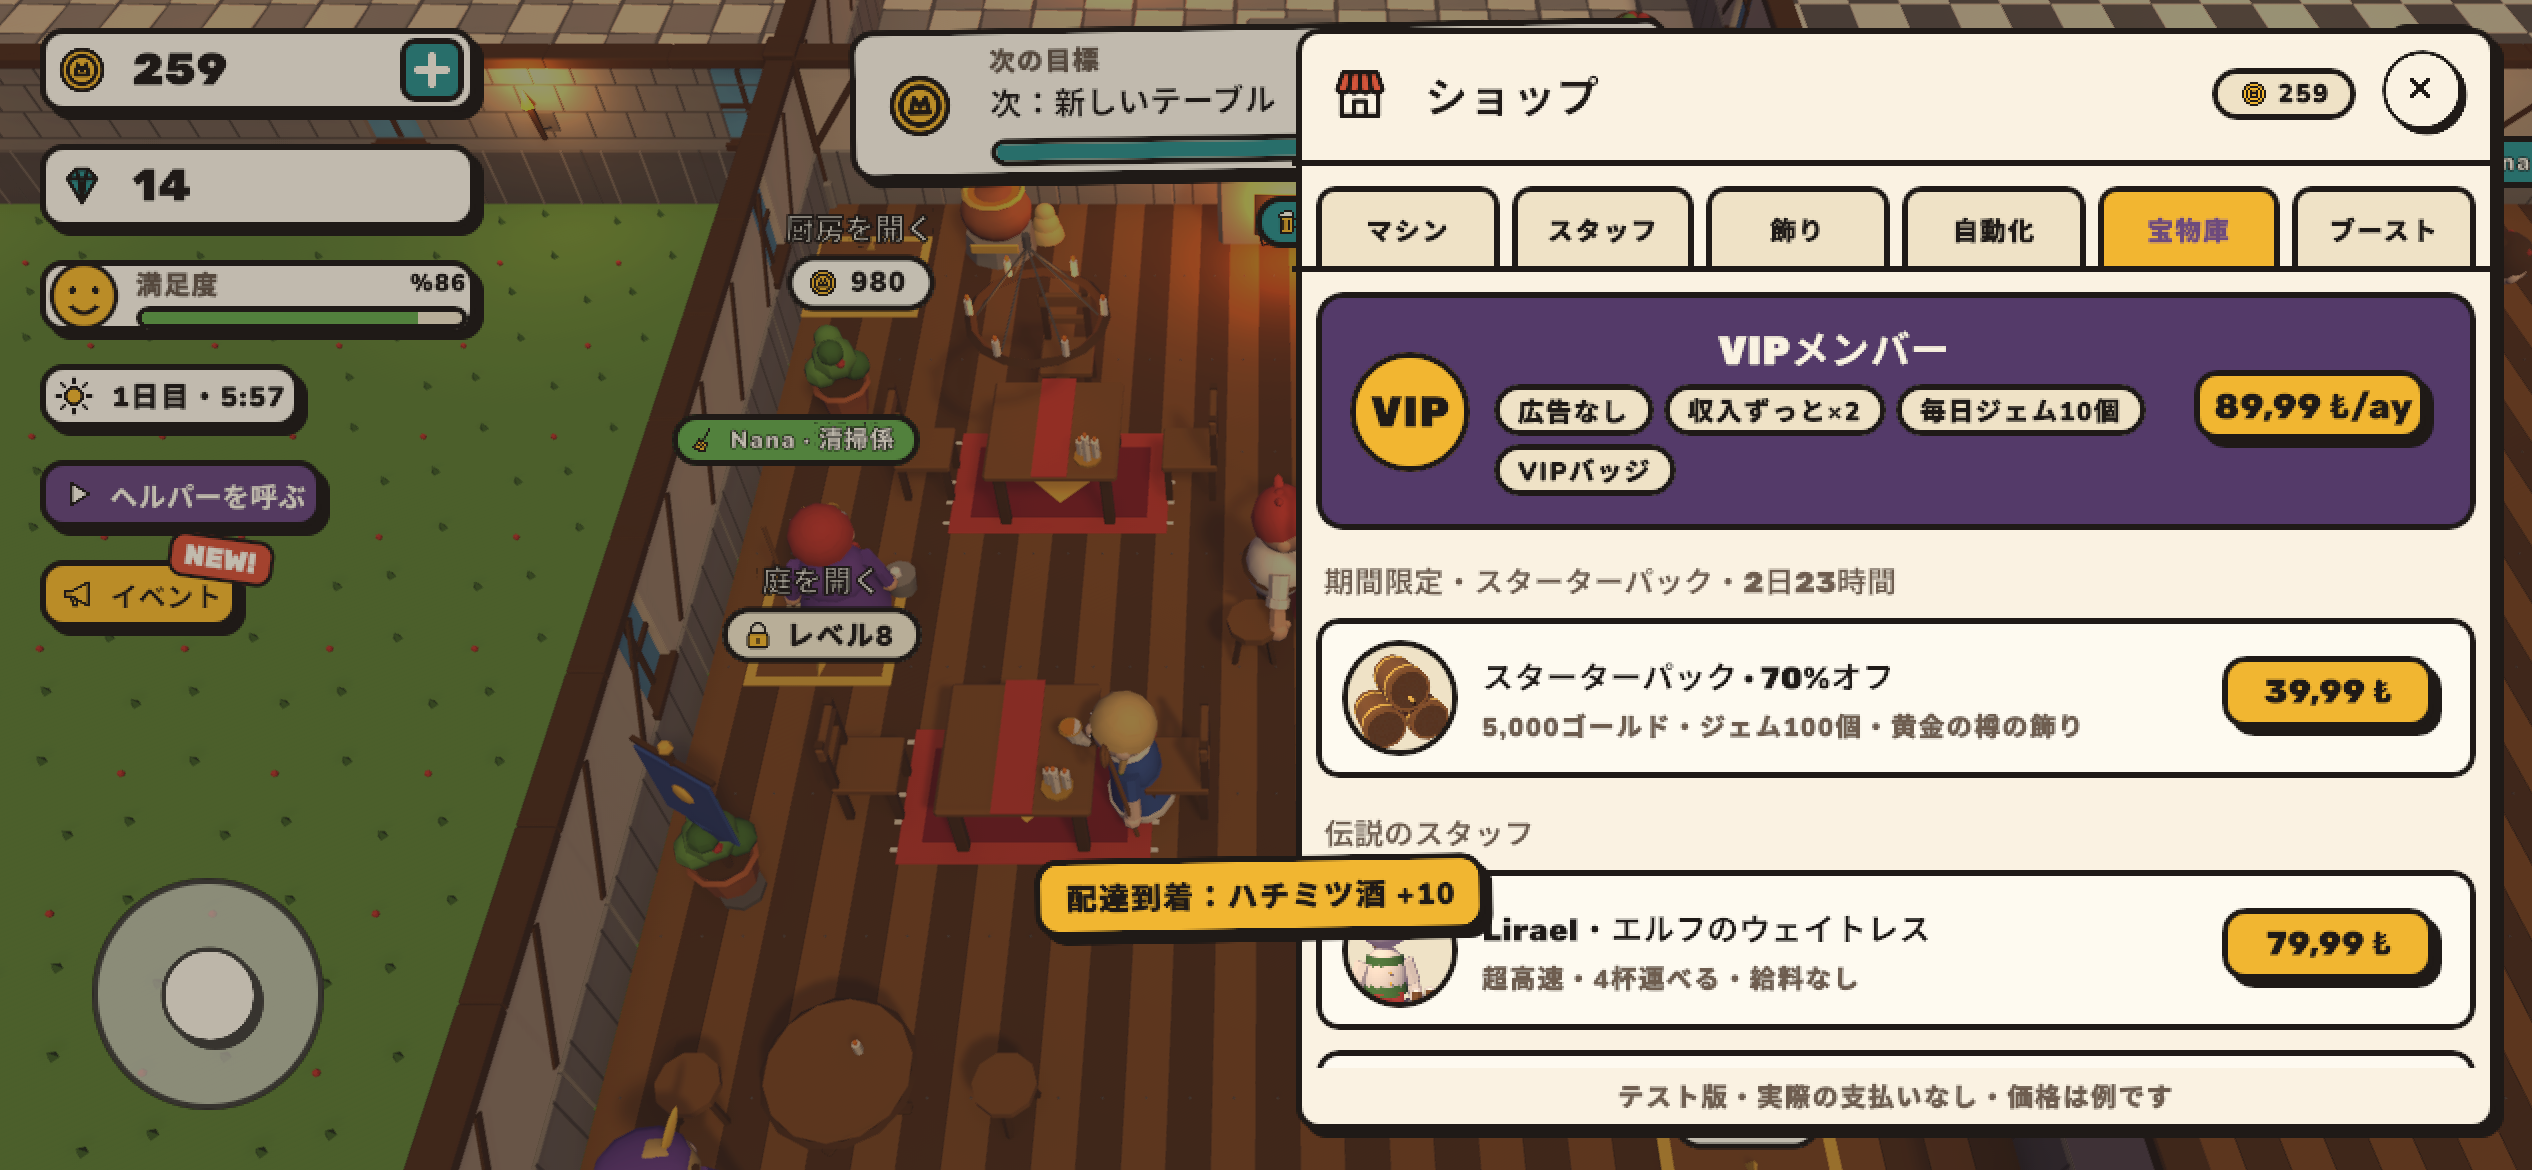 259
14
満足度 %86
1日目・5:57
ヘルパーを呼ぶ
NEW!
イベント
次の目標
次：新しいテーブル
厨房を開く
980
Nana・清掃係
庭を開く
レベル8
配達到着：ハチミツ酒 +10
ショップ
259
×
マシン
スタッフ
飾り
自動化
宝物庫
ブースト
VIP
VIPメンバー
広告なし 収入ずっと×2 毎日ジェム10個
VIPバッジ
89,99 ₺/ay
期間限定・スターターパック・2日23時間
スターターパック・70%オフ
5,000ゴールド・ジェム100個・黄金の樽の飾り
39,99 ₺
伝説のスタッフ
Lirael・エルフのウェイトレス
超高速・4杯運べる・給料なし
79,99 ₺
テスト版・実際の支払いなし・価格は例です